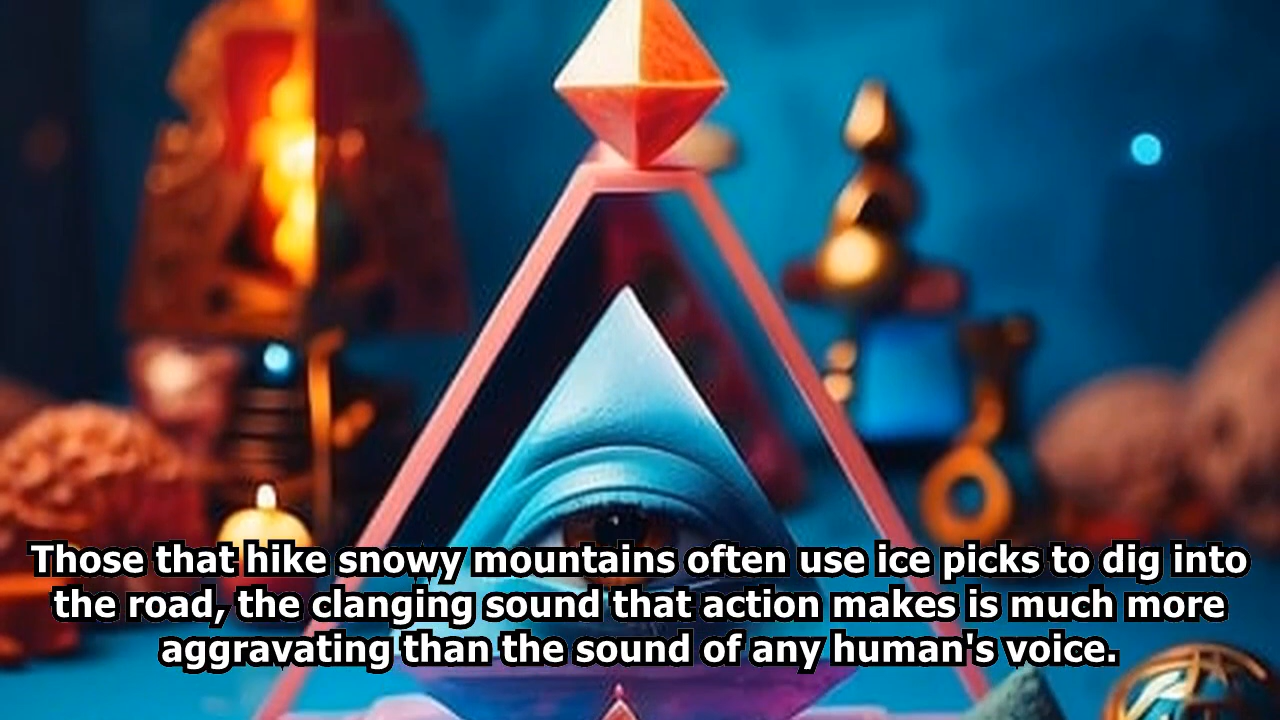 Those that hike snowy mountains often use ice picks to dig into
the road, the clanging sound that action makes is much more
aggravating than the sound of any human's voice.